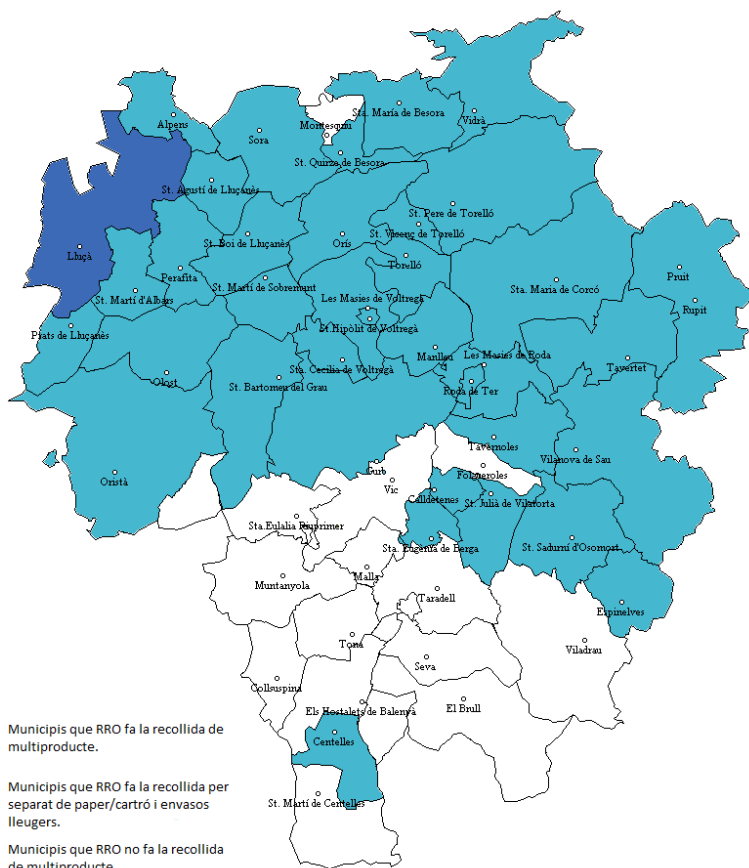 Alpens
Montesquiu
Sta. Maria de Besora
Vidrà
Sora
St. Quirze de Besora
St. Agustí de Lluçanès
St. Pere de Torelló
St. Vicenç de Torelló
St. Boi de Lluçanès
Orís
Lluçà
Torelló
Perafita
St. Martí de Sobremunt
Sta. Maria de Corcó
Pruit
St. Martí d'Albars
Les Masies de Voltregà
Rupit
Prats de Lluçanès
St. Hipòlit de Voltregà
Manlleu
Les Masies de Roda
Sta. Cecilia de Voltregà
Tavertet
Olost
St. Bartomeu del Grau
Roda de Ter
Tavèrnoles
Vilanova de Sau
Oristà
Gurb
Folgueroles
Vic
Calldetenes
St. Julià de Vilatorta
Sta.Eulalia Riuprimer
Sta. Eugenia de Berga
St. Sadurní d'Osormort
Malla
Muntanyola
Taradell
Espinelves
Tona
Viladrau
Seva
Collsuspina
Els Hostalets de Balenyà
El Brull
Centelles
St. Martí de Centelles
Municipis que RRO fa la recollida de
multiproducte.
Municipis que RRO fa la recollida per
separat de paper/cartró i envasos
lleugers.
Municipis que RRO no fa la recollida
de multiproducte